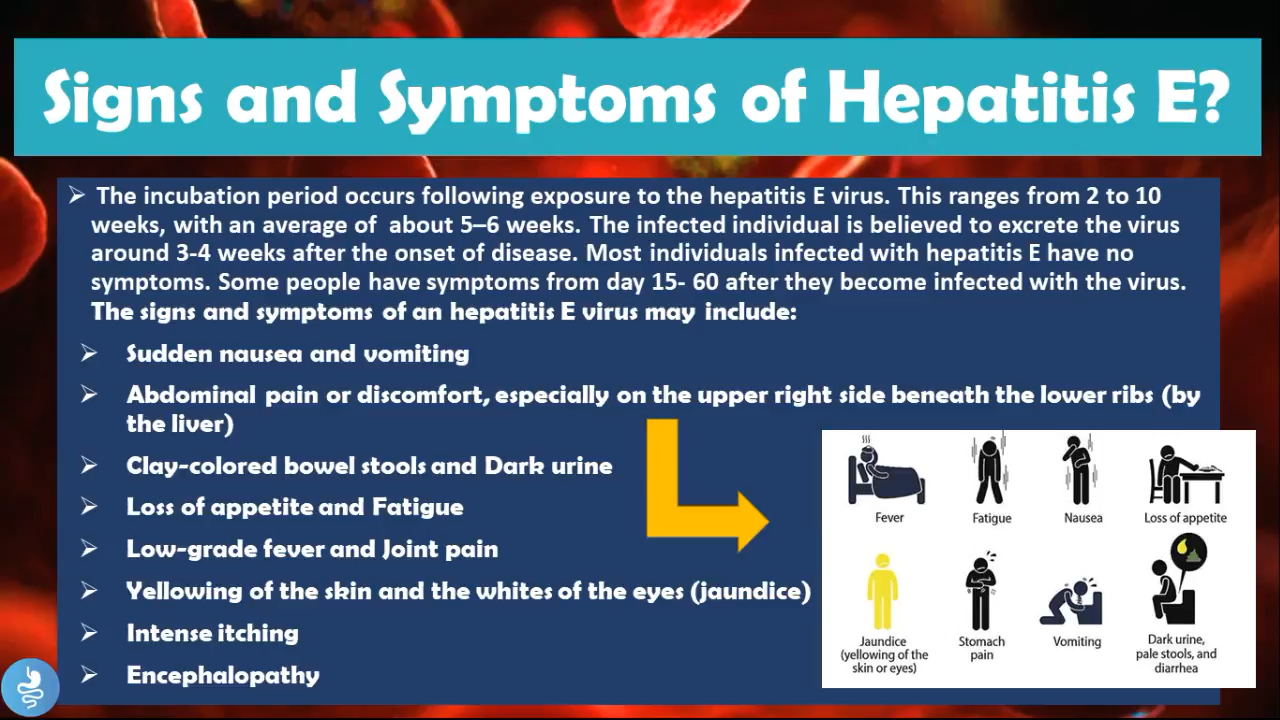 Signs and Symptoms of Hepatitis E?
The incubation period occurs following exposure to the hepatitis E virus. This ranges from 2 to 10
weeks, with an average of about 5–6 weeks. The infected individual is believed to excrete the virus
around 3-4 weeks after the onset of disease. Most individuals infected with hepatitis E have no
symptoms. Some people have symptoms from day 15- 60 after they become infected with the virus.
The signs and symptoms of an hepatitis E virus may include:
Sudden nausea and vomiting
Abdominal pain or discomfort, especially on the upper right side beneath the lower ribs (by
the liver)
Clay-colored bowel stools and Dark urine
Loss of appetite and Fatigue
Low-grade fever and Joint pain
Yellowing of the skin and the whites of the eyes (jaundice)
Intense itching
Encephalopathy
Fever
Fatigue
Nausea
Loss of appetite
Jaundice
(yellowing of the
skin or eyes)
Stomach
pain
Vomiting
Dark urine,
pale stools, and
diarrhea